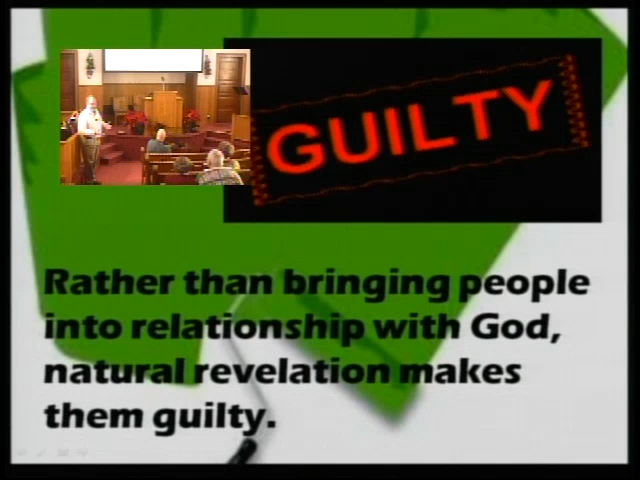 GUILTY
Rather than bringing people
into relationship with God,
natural revelation makes
them guilty.